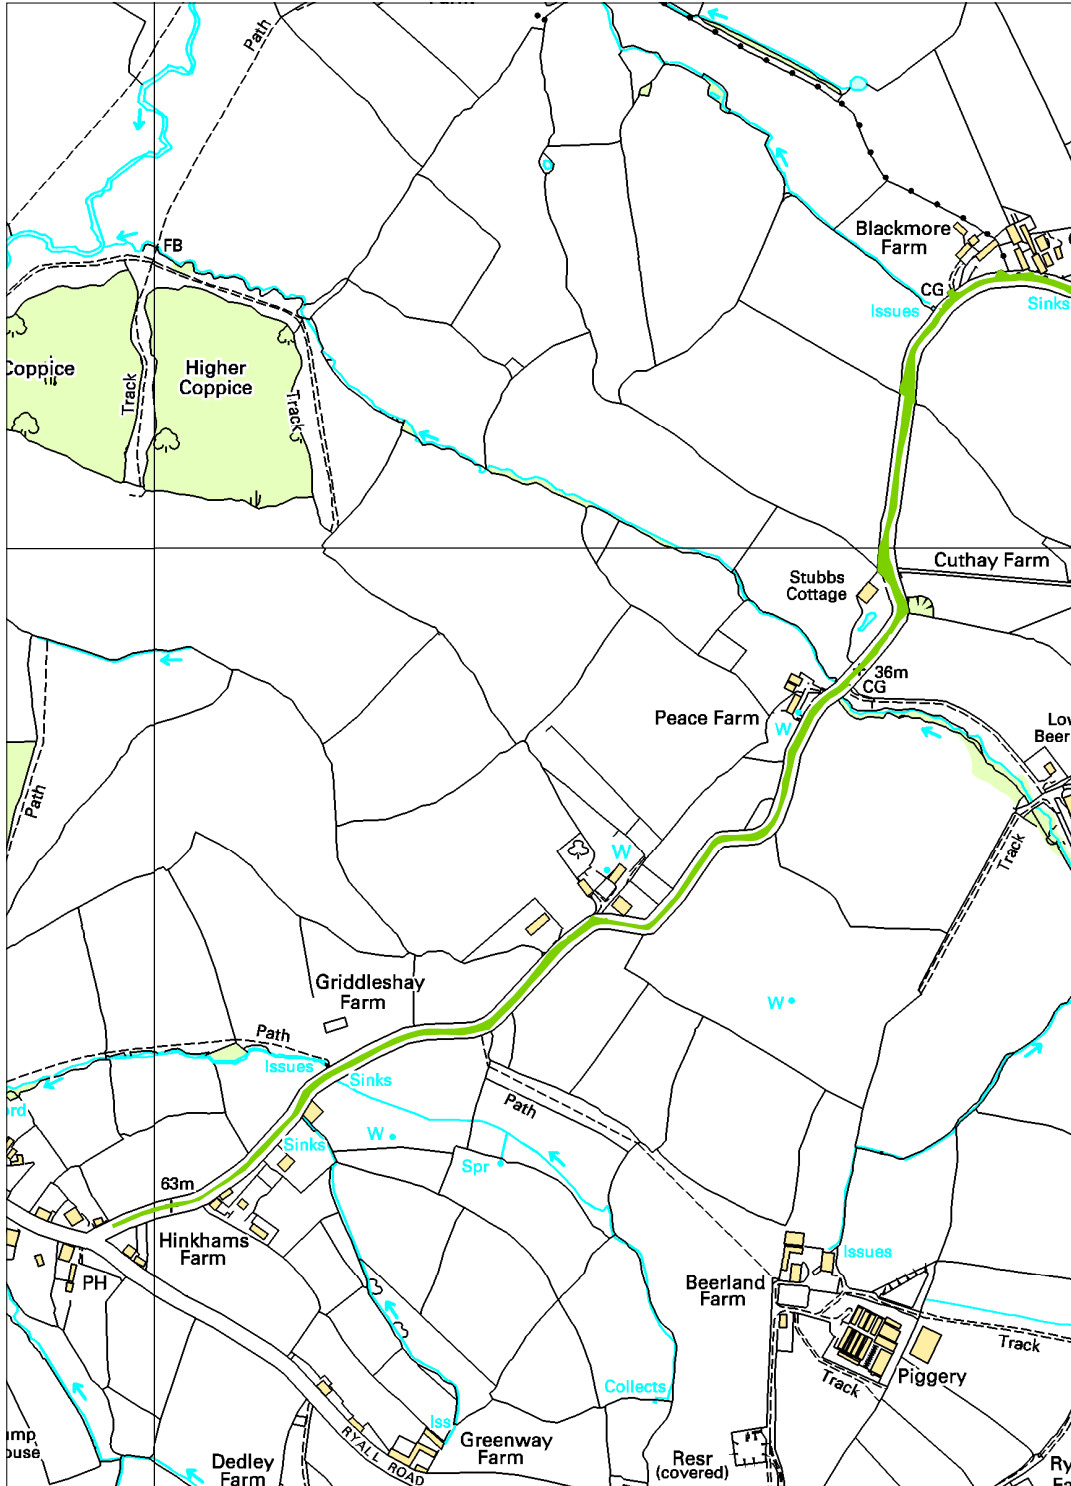 Path
Blackmore
Farm
FB
CG
Issues
Sinks
Coppice
Higher
Coppice
Track
Track
Cuthay Farm
Stubbs
Cottage
36m
CG
Peace Farm
W
Path
W
Track
Griddleshay
Farm
W
Path
Issues
Sinks
Path
Sinks
W
Spr
63m
Hinkhams
Farm
PH
Issues
Beerland
Farm
Track
Piggery
Track
Collects
Iss
RYALL ROAD
Greenway
Farm
Dedley
Farm
Resr
(covered)